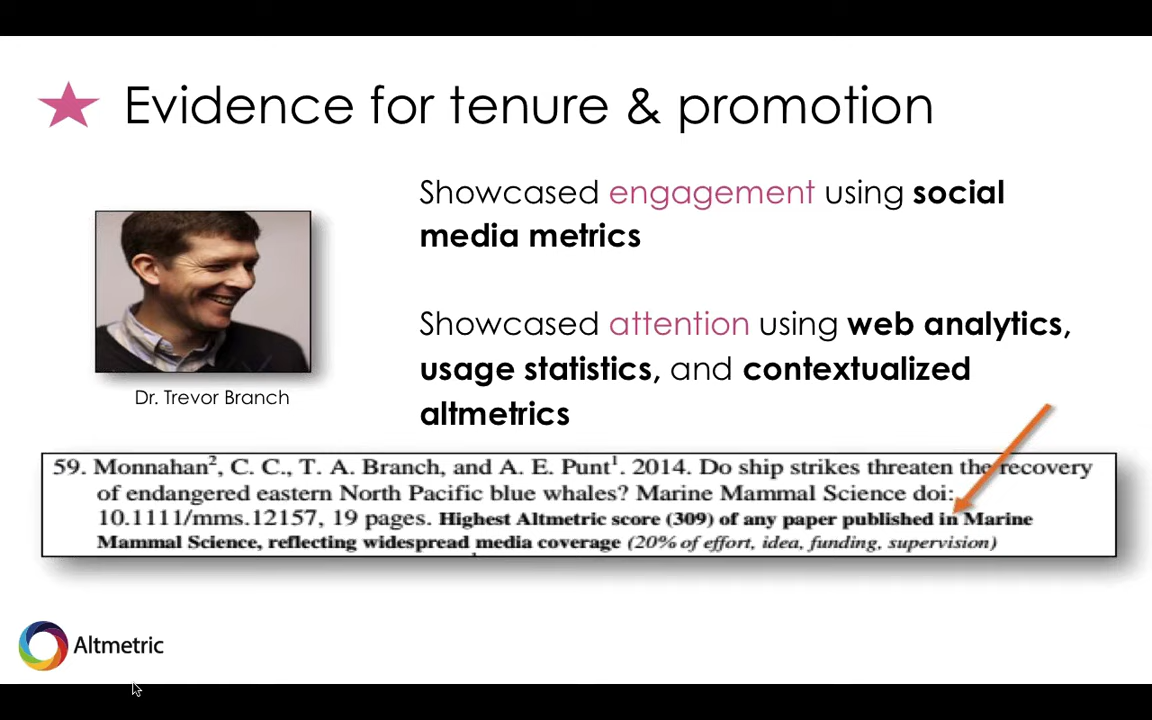 Evidence for tenure & promotion
Showcased engagement using social
media metrics
Showcased attention using web analytics,
usage statistics, and contextualized
altmetrics
Dr. Trevor Branch
59. Monnahan², C. C., T. A. Branch, and A. E. Punt¹. 2014. Do ship strikes threaten the recovery
of endangered eastern North Pacific blue whales? Marine Mammal Science doi:
10.1111/mms.12157, 19 pages. Highest Altmetric score (309) of any paper published in Marine
Mammal Science, reflecting widespread media coverage (20% of effort, idea, funding, supervision)
Altmetric